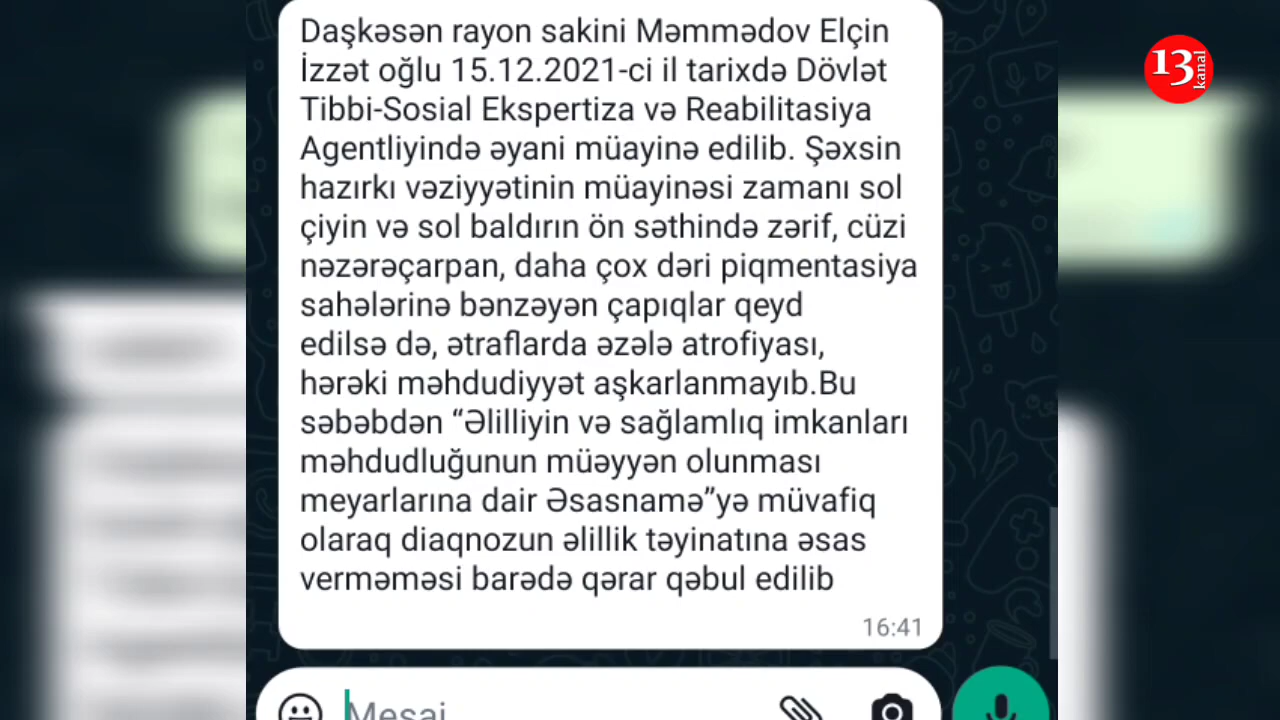 Daşkəsən rayon sakini Məmmədov Elçin
İzzət oğlu 15.12.2021-ci il tarixdə Dövlət
Tibbi-Sosial Ekspertiza və Reabilitasiya
Agentliyində əyani müayinə edilib. Şəxsin
hazırkı vəziyyətinin müayinəsi zamanı sol
çiyin və sol baldırın ön səthində zərif, cüzi
nəzərəçarpan, daha çox dəri piqmentasiya
sahələrinə bənzəyən çapıqlar qeyd
edilsə də, ətraflarda əzələ atrofiyası,
hərəki məhdudiyyət aşkarlanmayıb.Bu
səbəbdən “Əlilliyin və sağlamlıq imkanları
məhdudluğunun müəyyən olunması
meyarlarına dair Əsasnamə”yə müvafiq
olaraq diaqnozun əlillik təyinatına əsas
verməməsi barədə qərar qəbul edilib
16:41
Mesaj
13 kanal